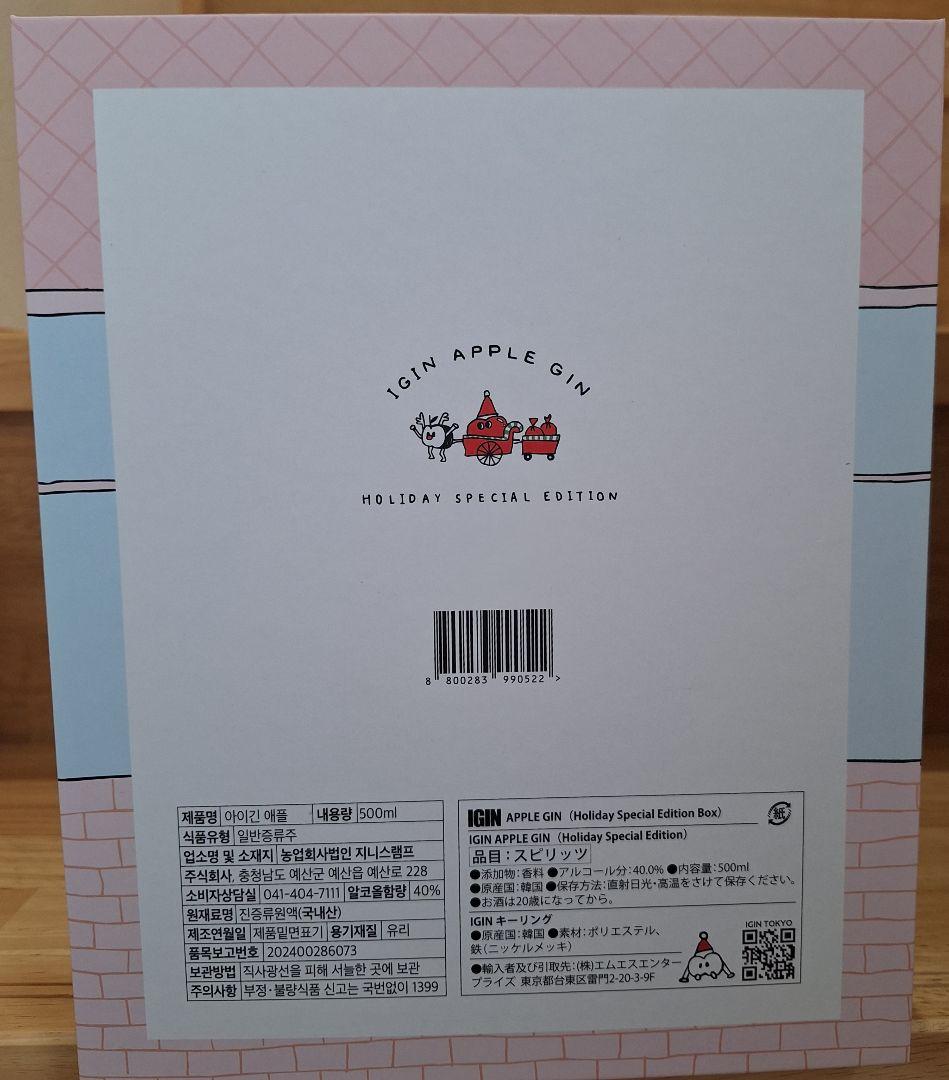 IGIN APPLE GIN
HOLIDAY SPECIAL EDITION
8 800283 990522 >
제품명 아이긴 애플 내용량 500ml
식품유형 일반증류주
업소명 및 소재지 농업회사법인 지니스램프
주식회사, 충청남도 예산군 예산읍 예산로 228
소비자상담실 041-404-7111 알코올함량 40%
원재료명 진증류원액(국내산)
제조연월일 제품밑면표기 용기재질 유리
품목보고번호 202400286073
보관방법 직사광선을 피해 서늘한 곳에 보관
주의사항 부정·불량식품 신고는 국번없이 1399
IGIN APPLE GIN（Holiday Special Edition Box） 紙
IGIN APPLE GIN（Holiday Special Edition）
品目：スピリッツ
●添加物：香料 ●アルコール分：40.0% ●内容量：500ml
●原産国：韓国 ●保存方法：直射日光・高温をさけて保存ください。
●お酒は20歳になってから。
IGIN キーリング
●原産国：韓国 ●素材：ポリエステル、
鉄（ニッケルメッキ）
●輸入者及び引取先：(株)エムエスエンター
プライズ 東京都台東区雷門2-20-3-9F
IGIN TOKYO